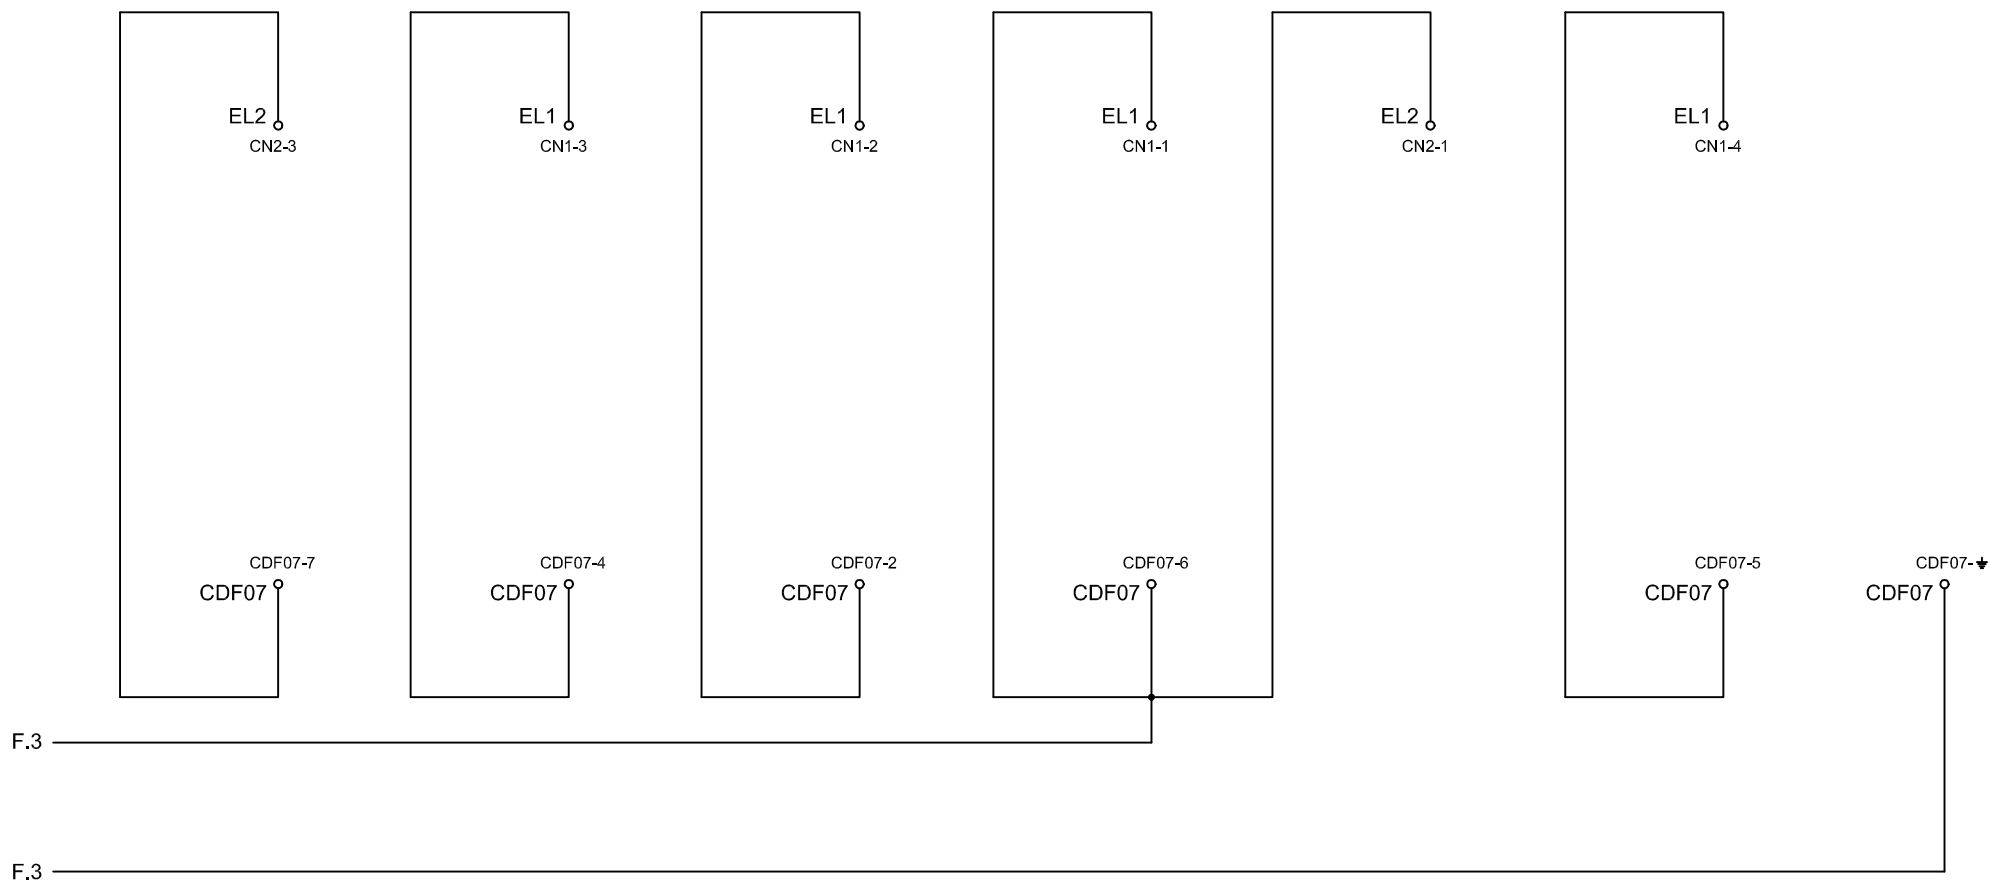 EL2 EL1 EL1 EL1 EL2 EL1
CN2-3 CN1-3 CN1-2 CN1-1 CN2-1 CN1-4
CDF07-7 CDF07-4 CDF07-2 CDF07-6 CDF07-5 CDF07-⏚
CDF07 CDF07 CDF07 CDF07 CDF07 CDF07
F.3
F.3